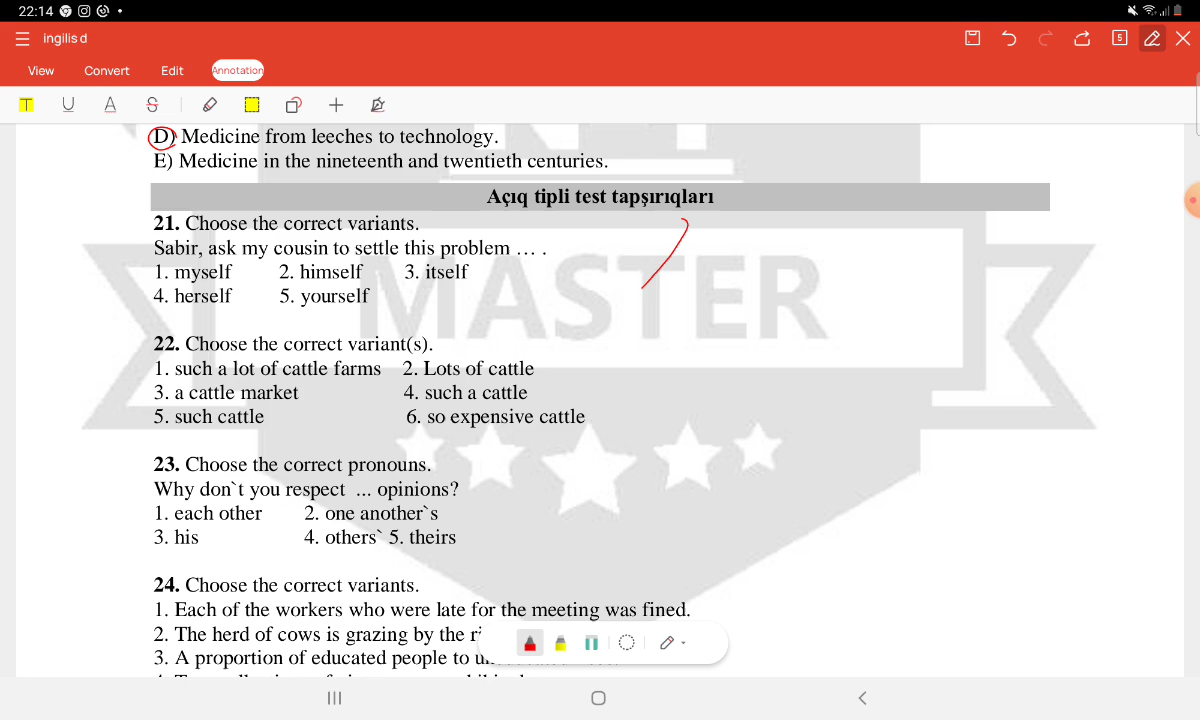 22:14
ingilis d
View Convert Edit Annotation
D) Medicine from leeches to technology.
E) Medicine in the nineteenth and twentieth centuries.
Açıq tipli test tapşırıqları
21. Choose the correct variants.
Sabir, ask my cousin to settle this problem … .
1. myself 2. himself 3. itself
4. herself 5. yourself
MASTER
22. Choose the correct variant(s).
1. such a lot of cattle farms 2. Lots of cattle
3. a cattle market 4. such a cattle
5. such cattle 6. so expensive cattle
23. Choose the correct pronouns.
Why don`t you respect … opinions?
1. each other 2. one another`s
3. his 4. others` 5. theirs
24. Choose the correct variants.
1. Each of the workers who were late for the meeting was fined.
2. The herd of cows is grazing by the
3. A proportion of educated people to